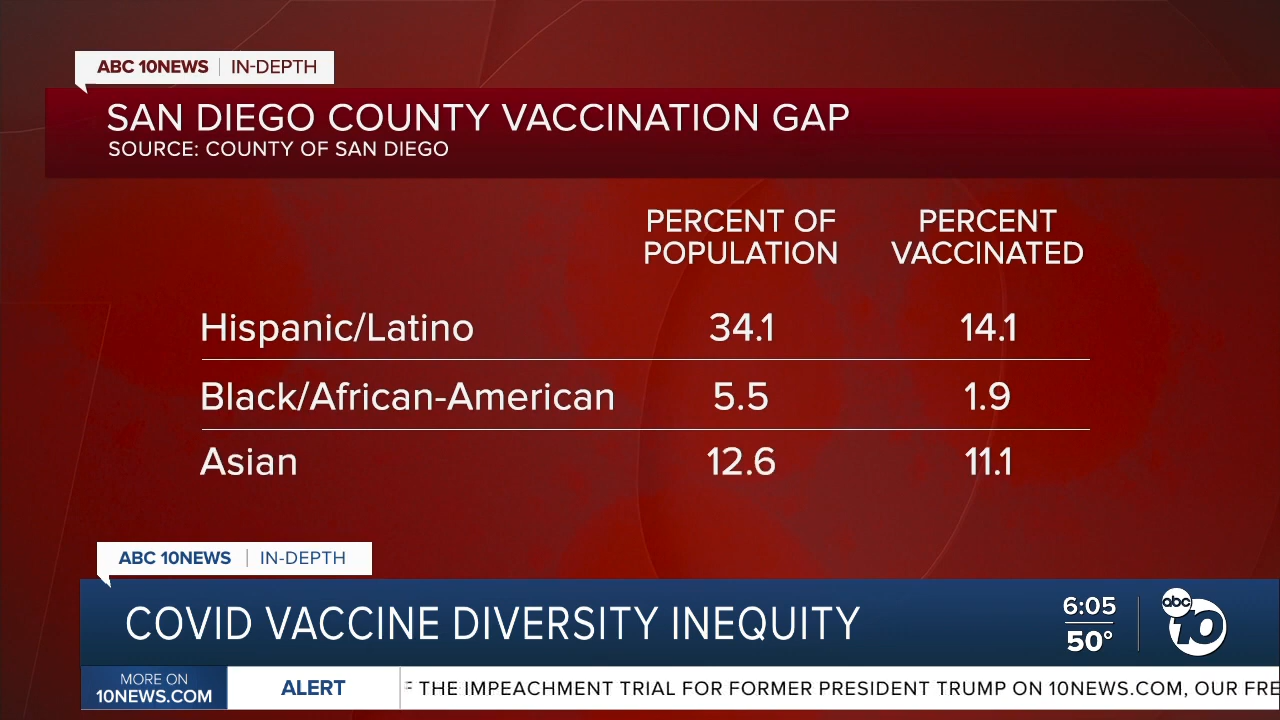 ABC 10NEWS | IN-DEPTH
SAN DIEGO COUNTY VACCINATION GAP
SOURCE: COUNTY OF SAN DIEGO
PERCENT OF POPULATION
PERCENT VACCINATED
Hispanic/Latino 34.1 14.1
Black/African-American 5.5 1.9
Asian 12.6 11.1
ABC 10NEWS | IN-DEPTH
COVID VACCINE DIVERSITY INEQUITY
6:05
50°
abc
10
MORE ON
10NEWS.COM
ALERT
THE IMPEACHMENT TRIAL FOR FORMER PRESIDENT TRUMP ON 10NEWS.COM, OUR FRE